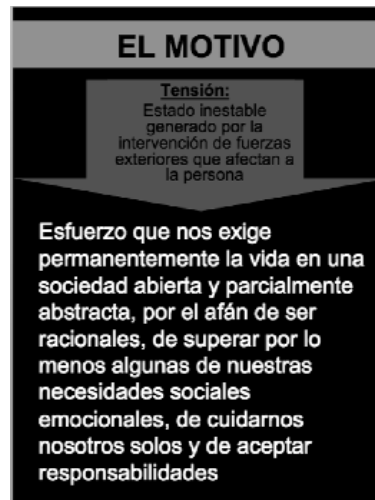 EL MOTIVO
Tensión:
Estado inestable
generado por la
intervención de fuerzas
exteriores que afectan a
la persona
Esfuerzo que nos exige
permanentemente la vida en una
sociedad abierta y parcialmente
abstracta, por el afán de ser
racionales, de superar por lo
menos algunas de nuestras
necesidades sociales
emocionales, de cuidarnos
nosotros solos y de aceptar
responsabilidades